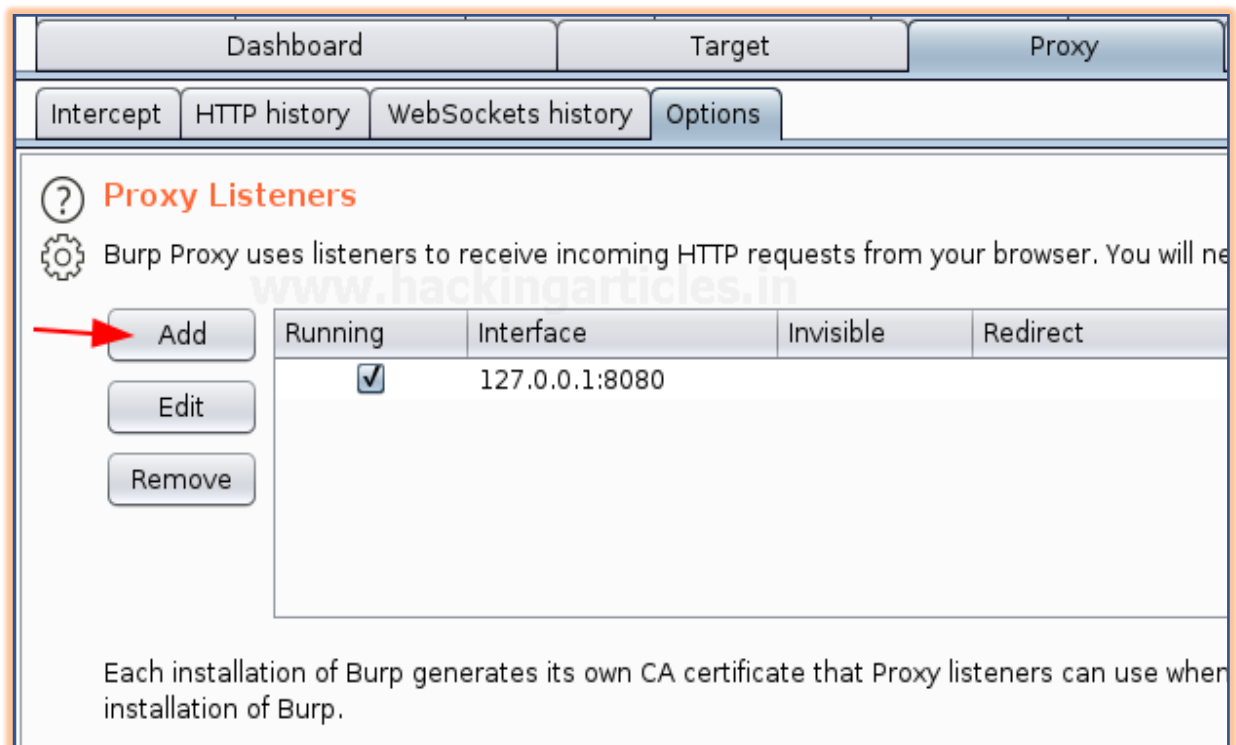 Dashboard Target Proxy
Intercept HTTP history WebSockets history Options
Proxy Listeners
Burp Proxy uses listeners to receive incoming HTTP requests from your browser. You will ne
www.hackingarticles.in
Add Running Interface Invisible Redirect
127.0.0.1:8080
Edit
Remove
Each installation of Burp generates its own CA certificate that Proxy listeners can use when
installation of Burp.